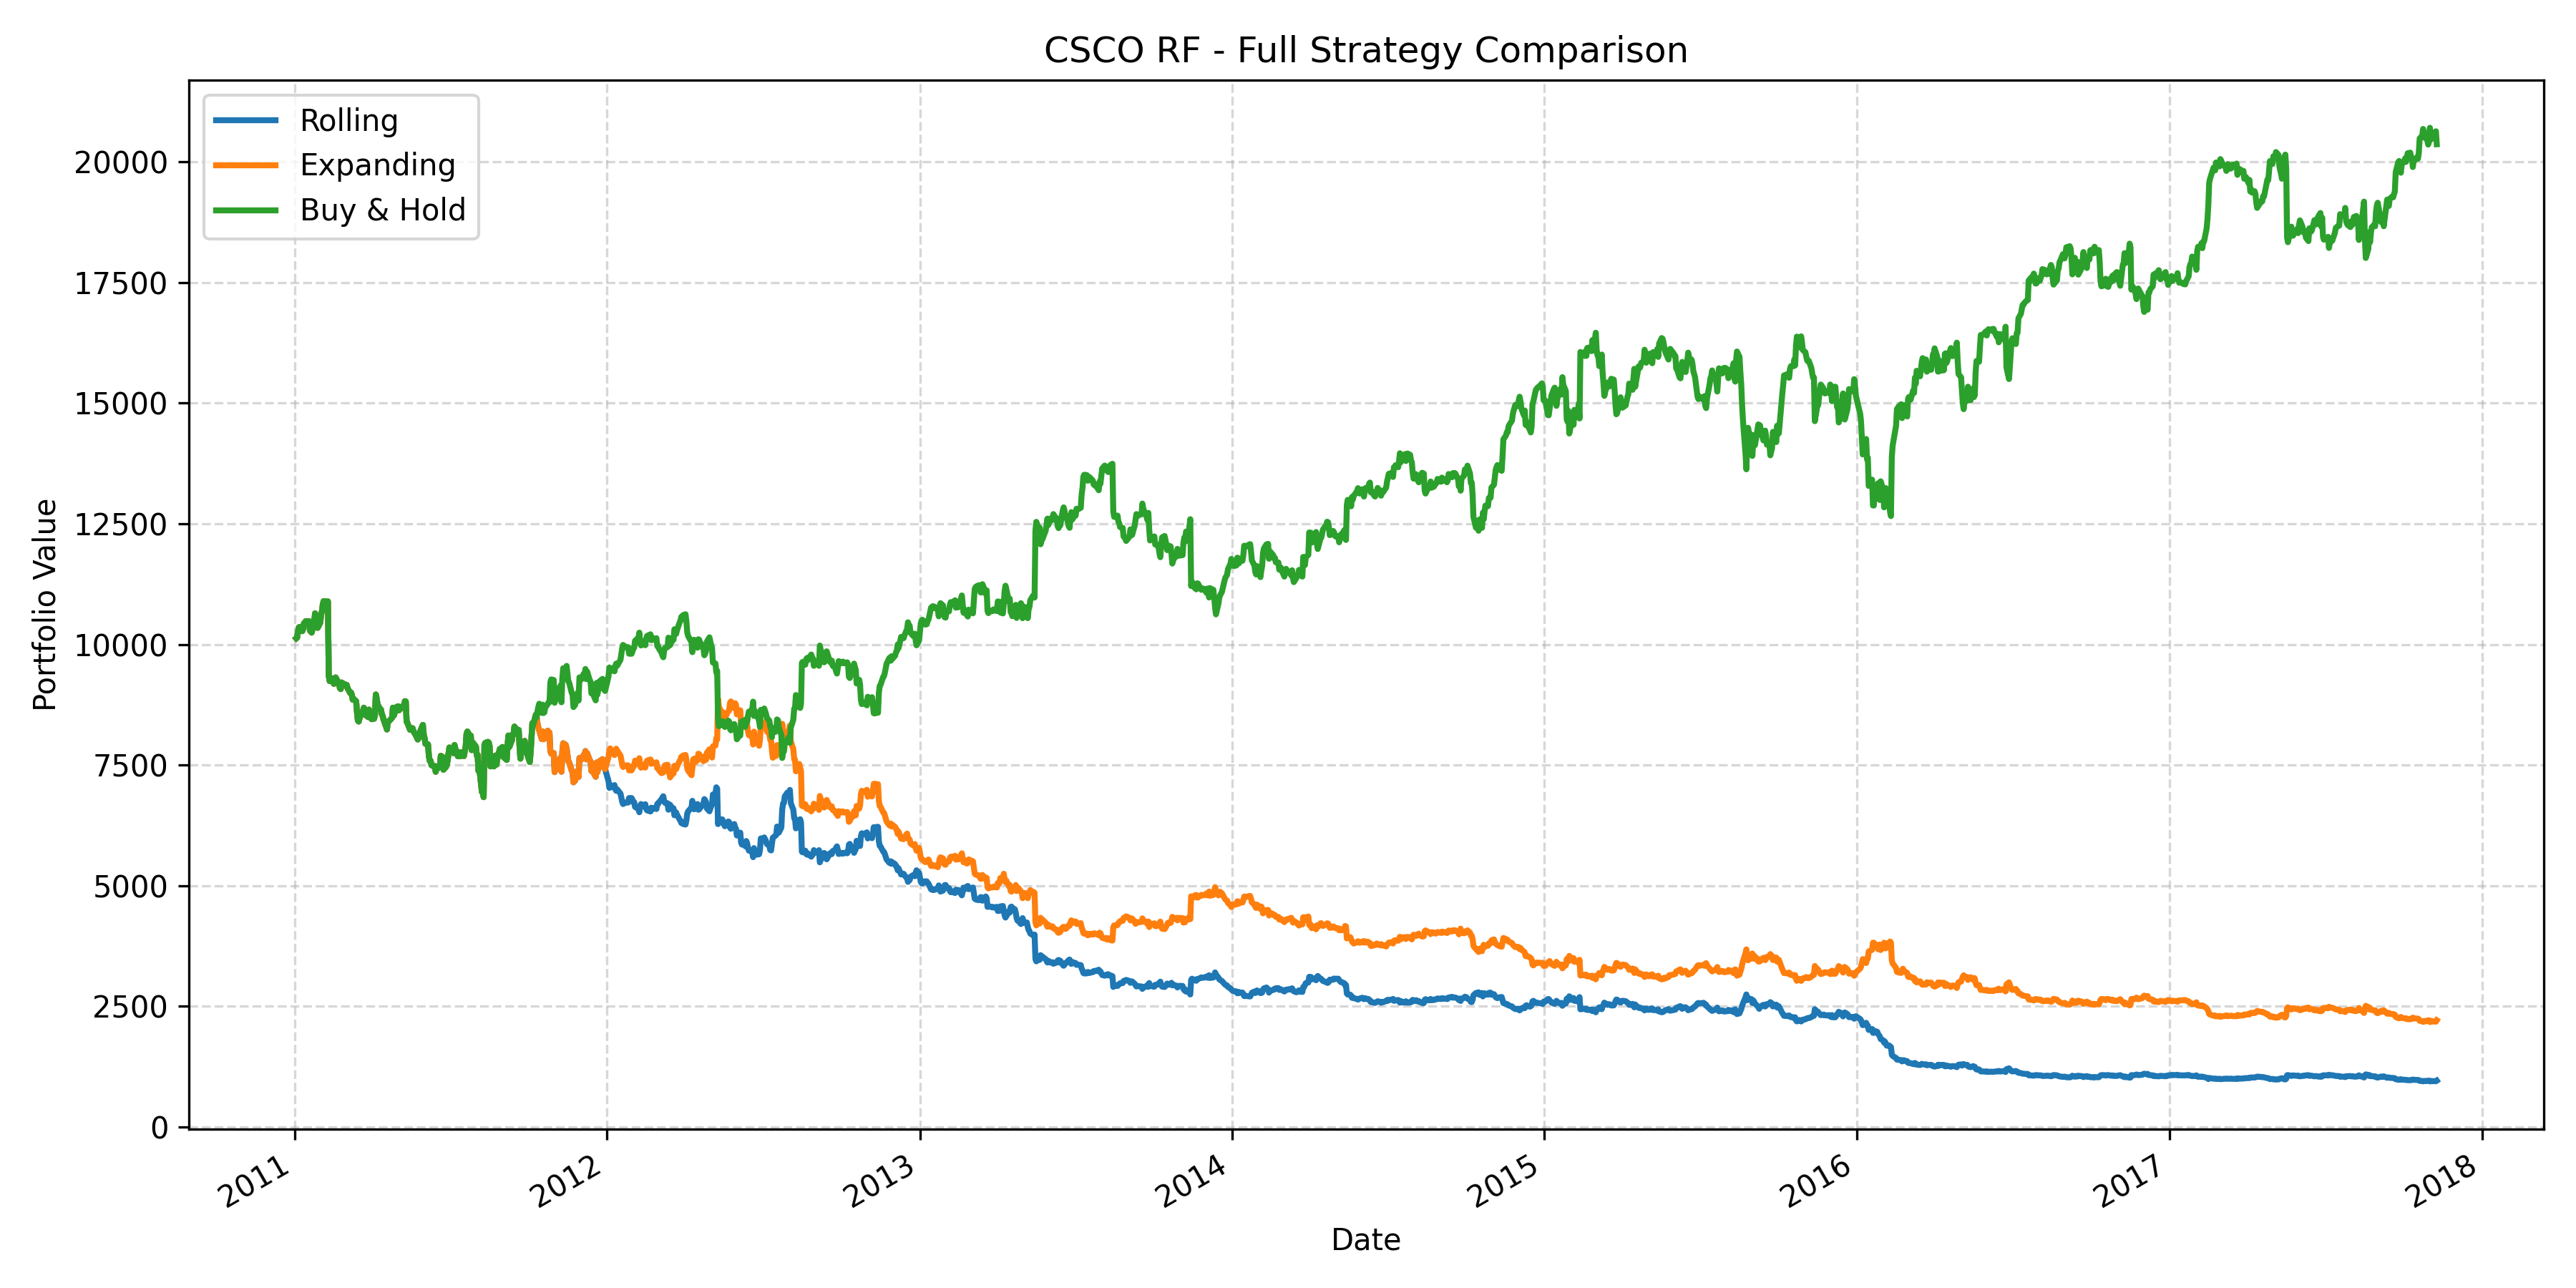 CSCO RF - Full Strategy Comparison
Rolling
Expanding
Buy & Hold
Portfolio Value
20000
17500
15000
12500
10000
7500
5000
2500
0
2011
2012
2013
2014
2015
2016
2017
2018
Date